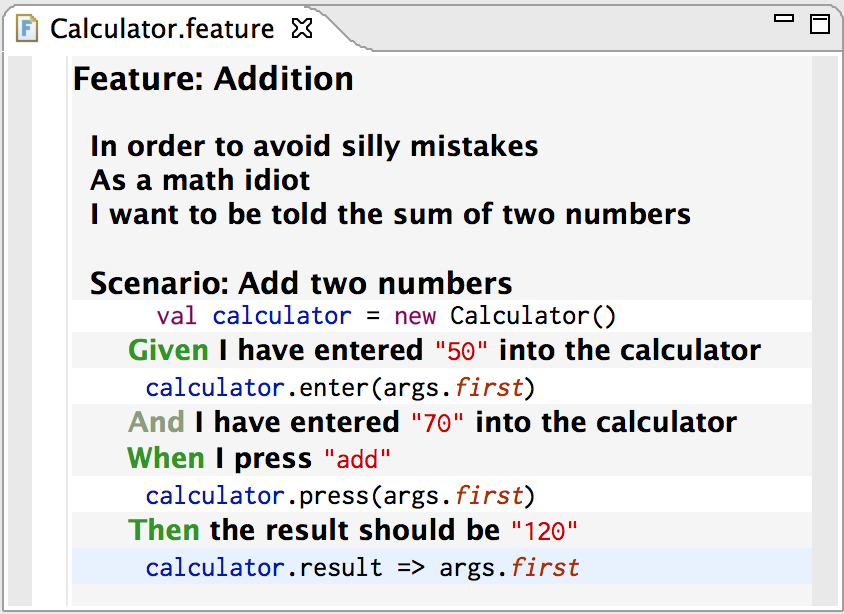 F Calculator.feature
Feature: Addition
In order to avoid silly mistakes
As a math idiot
I want to be told the sum of two numbers
Scenario: Add two numbers
val calculator = new Calculator()
Given I have entered "50" into the calculator
calculator.enter(args.first)
And I have entered "70" into the calculator
When I press "add"
calculator.press(args.first)
Then the result should be "120"
calculator.result => args.first